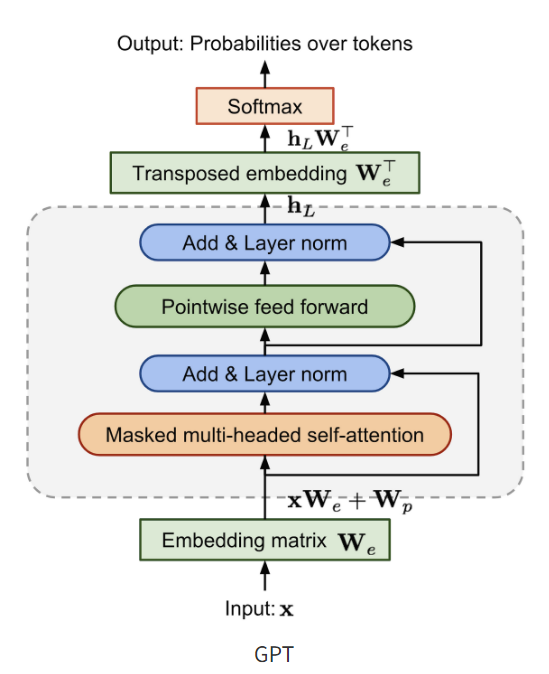 Output: Probabilities over tokens
Softmax
h_L W_e^⊤
Transposed embedding W_e^⊤
h_L
Add & Layer norm
Pointwise feed forward
Add & Layer norm
Masked multi-headed self-attention
xW_e + W_p
Embedding matrix W_e
Input: x
GPT